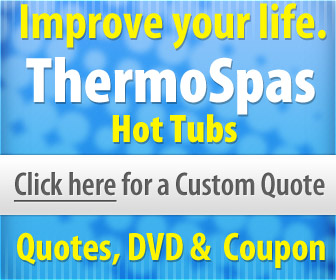 Improve your life.
ThermoSpas
Hot Tubs
Click here for a Custom Quote
Quotes, DVD & Coupon